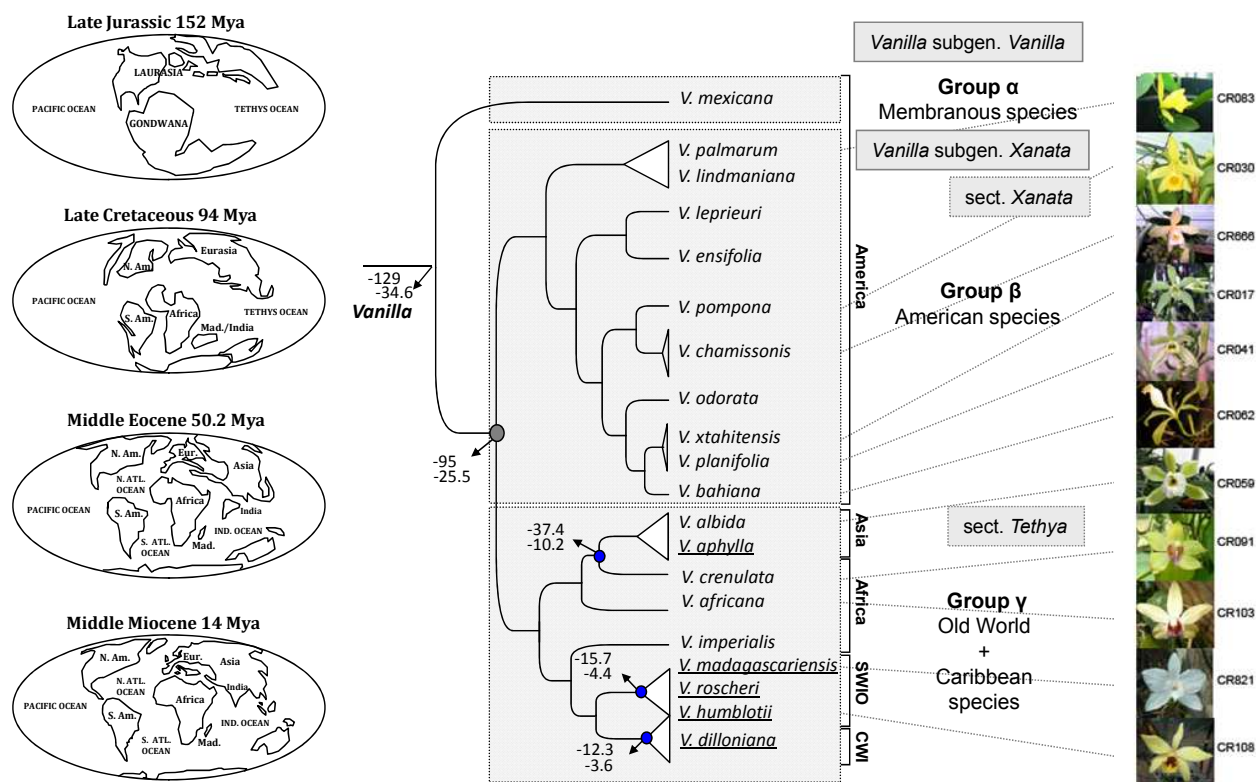 Late Jurassic 152 Mya
LAURASIA
PACIFIC OCEAN
TETHYS OCEAN
GONDWANA
Late Cretaceous 94 Mya
Eurasia
N. Am.
PACIFIC OCEAN
S. Am.
Africa
TETHYS OCEAN
Mad./India
Middle Eocene 50.2 Mya
N. Am.
Eur.
Asia
N. ATL.
OCEAN
Africa
PACIFIC OCEAN
S. Am.
India
IND. OCEAN
S. ATL.
OCEAN
Mad.
Middle Miocene 14 Mya
N. Am.
Eur.
Asia
N. ATL.
OCEAN
India
Africa
PACIFIC OCEAN
S. Am.
IND. OCEAN
S. ATL.
OCEAN
Mad.
-129
-34.6
Vanilla
-95
-25.5
V. mexicana
V. palmarum
V. lindmaniana
V. leprieuri
V. ensifolia
V. pompona
V. chamissonis
V. odorata
V. xtahitensis
V. planifolia
V. bahiana
-37.4
-10.2
V. albida
V. aphylla
V. crenulata
V. africana
V. imperialis
-15.7
-4.4
V. madagascariensis
V. roscheri
V. humblotii
-12.3
-3.6
V. dilloniana
America
Asia
Africa
SWIO
CWI
Vanilla subgen. Vanilla
Group α
Membranous species
Vanilla subgen. Xanata
sect. Xanata
Group β
American species
sect. Tethya
Group γ
Old World
+
Caribbean
species
CR083
CR030
CR666
CR017
CR041
CR062
CR059
CR091
CR103
CR821
CR108